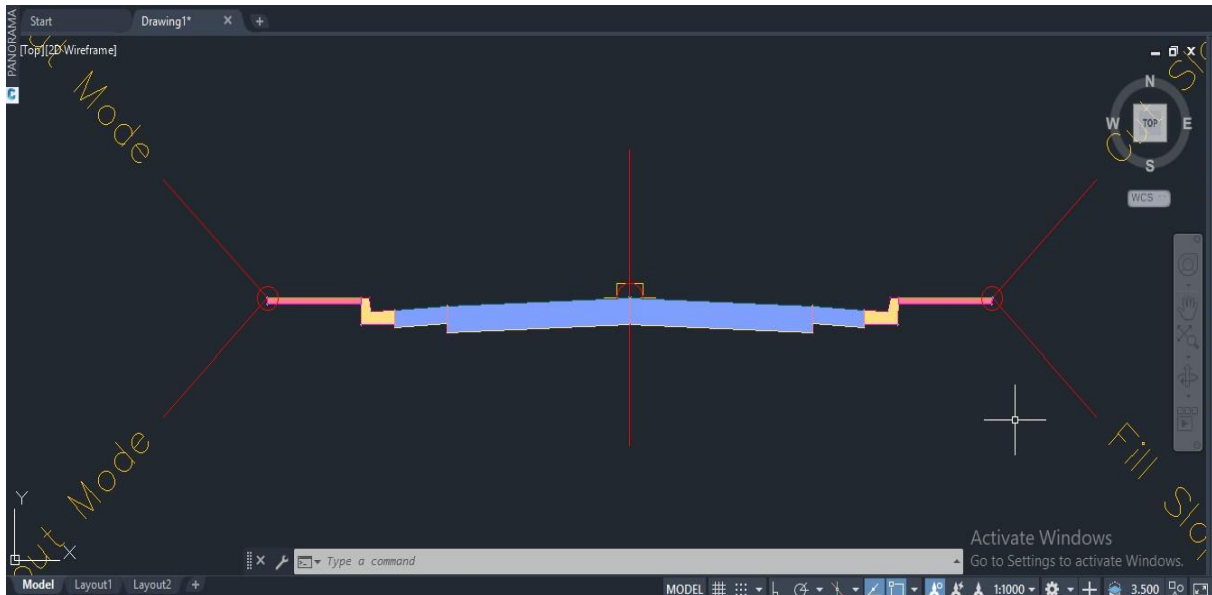 Start
Drawing1*
PANORAMA
[Top][2D Wireframe]
Mode
N
W
TOP
E
S
WCS
Mode
Fill
Y
X
Type a command
Activate Windows
Go to Settings to activate Windows.
Model Layout1 Layout2 +
MODEL 1:1000 3.500